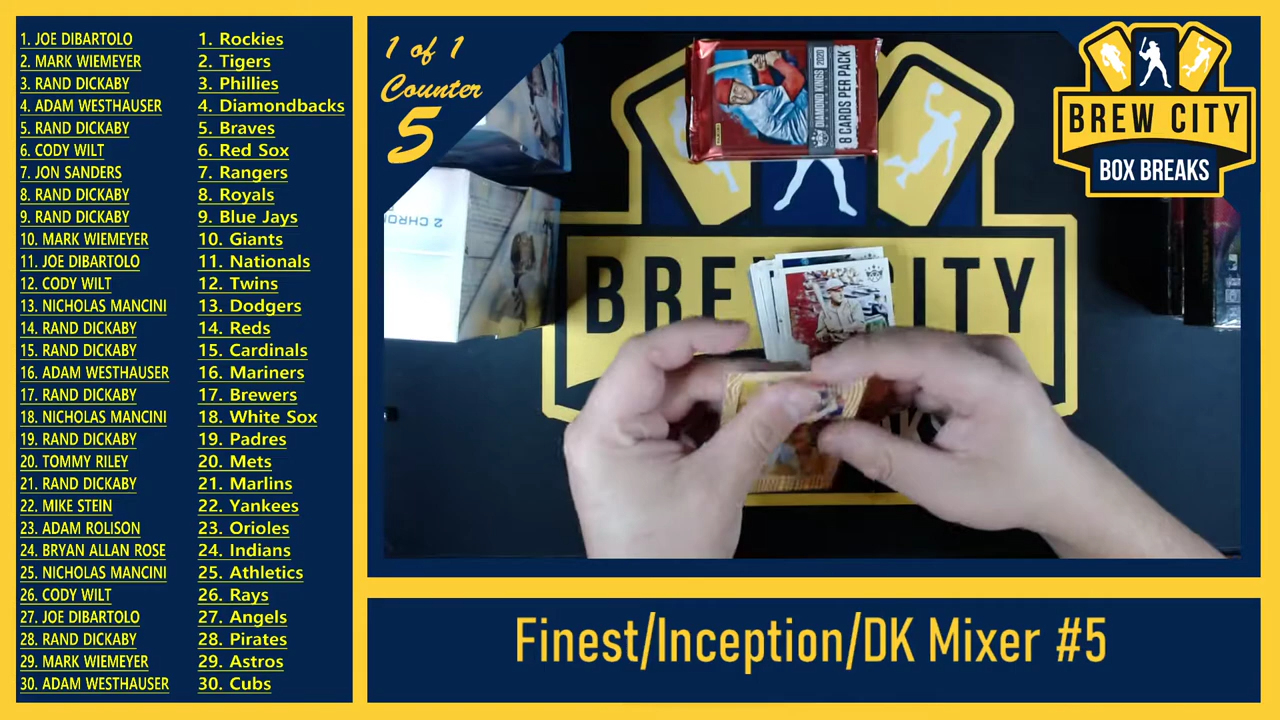 1. JOE DIBARTOLO 1. Rockies
2. MARK WIEMEYER 2. Tigers
3. RAND DICKABY 3. Phillies
4. ADAM WESTHAUSER 4. Diamondbacks
5. RAND DICKABY 5. Braves
6. CODY WILT 6. Red Sox
7. JON SANDERS 7. Rangers
8. RAND DICKABY 8. Royals
9. RAND DICKABY 9. Blue Jays
10. MARK WIEMEYER 10. Giants
11. JOE DIBARTOLO 11. Nationals
12. CODY WILT 12. Twins
13. NICHOLAS MANCINI 13. Dodgers
14. RAND DICKABY 14. Reds
15. RAND DICKABY 15. Cardinals
16. ADAM WESTHAUSER 16. Mariners
17. RAND DICKABY 17. Brewers
18. NICHOLAS MANCINI 18. White Sox
19. RAND DICKABY 19. Padres
20. TOMMY RILEY 20. Mets
21. RAND DICKABY 21. Marlins
22. MIKE STEIN 22. Yankees
23. ADAM ROLISON 23. Orioles
24. BRYAN ALLAN ROSE 24. Indians
25. NICHOLAS MANCINI 25. Athletics
26. CODY WILT 26. Rays
27. JOE DIBARTOLO 27. Angels
28. RAND DICKABY 28. Pirates
29. MARK WIEMEYER 29. Astros
30. ADAM WESTHAUSER 30. Cubs
1 of 1
Counter
5
2 CHRO
DIAMOND KINGS 2020
8 CARDS PER PACK
BREW CITY
BOX BREAKS
BRE CITY
Finest/Inception/DK Mixer #5